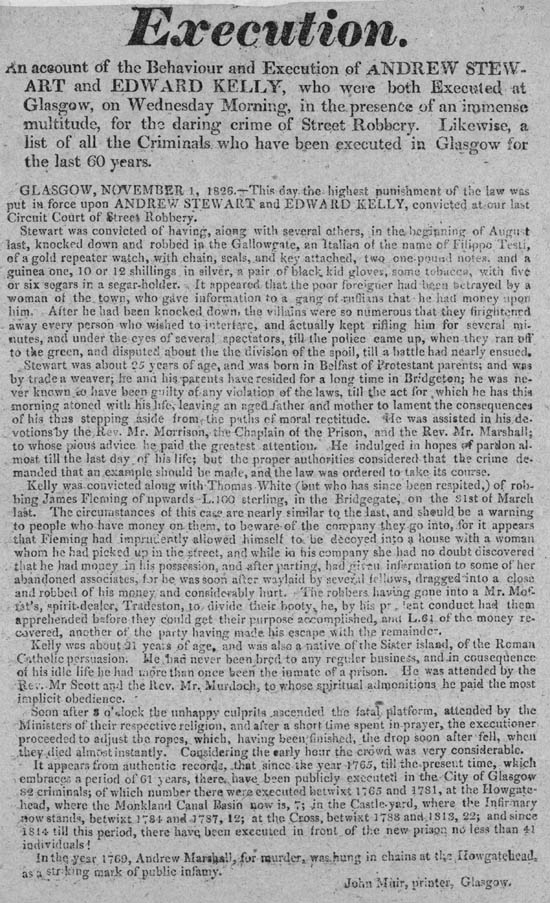 Execution.
An account of the Behaviour and Execution of ANDREW STEW-
ART and EDWARD KELLY, who were both Executed at
Glasgow, on Wednesday Morning, in the presence of an immense
multitude, for the daring crime of Street Robbery. Likewise, a
list of all the Criminals who have been executed in Glasgow for
the last 60 years.
GLASGOW, NOVEMBER 1, 1826.—This day the highest punishment of the law was
put in force upon ANDREW STEWART and EDWARD KELLY, convicted at our last
Circuit Court of Street Robbery.
Stewart was convicted of having, along with several others, in the beginning of August
last, knocked down and robbed in the Gallowgate, an Italian of the name of Filippo Testi,
of a gold repeater watch, with chain, seals, and key attached, two one-pound notes, and a
guinea one, 10 or 12 shillings in silver, a pair of black kid gloves, some tobacco, with five
or six segars in a segar-holder. It appeared that the poor foreigner had been betrayed by a
woman of the town, who gave information to a gang of ruffians that he had money upon
him. After he had been knocked down, the villains were so numerous that they firghtened
away every person who wished to interfere, and actually kept rifling him for several mi-
nutes, and under the eyes of several spectators, till the police came up, when they ran off
to the green, and disputed about the the division of the spoil, till a battle had nearly ensued.
Stewart was about 25 years of age, and was born in Belfast of Protestant parents; and was
by trade a weaver; he and his parents have resided for a long time in Bridgeton; he was ne-
ver known to have been guilty of any violation of the laws, till the act for which he has this
morning atoned with his life, leaving an aged father and mother to lament the consequences
of his thus stepping aside from the paths of moral rectitude. He was assisted in his de-
votions by the Rev. Mr. Morrison, the Chaplain of the Prison, and the Rev. Mr. Marshall;
to whose pious advice he paid the greatest attention. He indulged in hopes of pardon al-
most till the last day of his life; but the proper authorities considered that the crime de-
manded that an example should be made, and the law was ordered to take its course.
Kelly was convicted along with Thomas White (but who has since been respited,) of rob-
bing James Fleming of upwards L.100 sterling, in the Bridgegate, on the 31st of March
last. The circumstances of this case are nearly similar to the last, and should be a warning
to people who have money on them, to beware of the company they go into, for it appears
that Fleming had imprudently allowed himself to be decoyed into a house with a woman
whom he had picked up in the street, and while in his company she had no doubt discovered
that he had money in his possession, and after parting, had given information to some of her
abandoned associates, for he was soon after waylaid by several fellows, dragged into a close
and robbed of his money and considerably hurt. The robbers having gone into a Mr.
spirit-dealer, Tradeston, to divide their booty, he, by his conduct had them
apprehended before they could get their purpose accomplished, and L.61 of the money re-
covered, another of the party having made his escape with the remainder.
Kelly was about 21 years of age, and was also a native of the Sister island, of the Roman
Catholic persuasion. He had never been bred to any regular business, and in cousequence
of his idle life he had more than once been the inmate of a prison. He was attended by the
Rev. Mr Scott and the Rev. Mr. Murdoch, to whose spiritual admonitions he paid the most
implicit obedience.
Soon after 8 o'clock the unhappy culprits ascended the fatal platform, attended by the
Ministers of their respective religion, and after a short time spent in prayer, the executioner
proceeded to adjust the ropes, which, having been finished, the drop soon after fell, when
they died almost instantly. Considering the early hour the crowd was very considerable.
It appears from authentic records, that since the year 1765, till the present time, which
embraces a period of 61 years, there have been publicly executed in the City of Glasgow
82 criminals; of which number there were executed betwixt 1765 and 1781, at the Howgate-
head, where the Monkland Canal Basin now is, 7; in the Castle-yard, where the Infirmary
now stands, betwixt 1784 and 1787, 12; at the Cross, betwixt 1788 and 1813, 22; and since
1814 till this period, there have been executed in front of the new prison no less than 41
individuals!
In the year 1769, Andrew Marshall, for murder, was hung in chains at the Howgatehead,
as a striking mark of public infamy.
John Muir, printer, Glasgow.